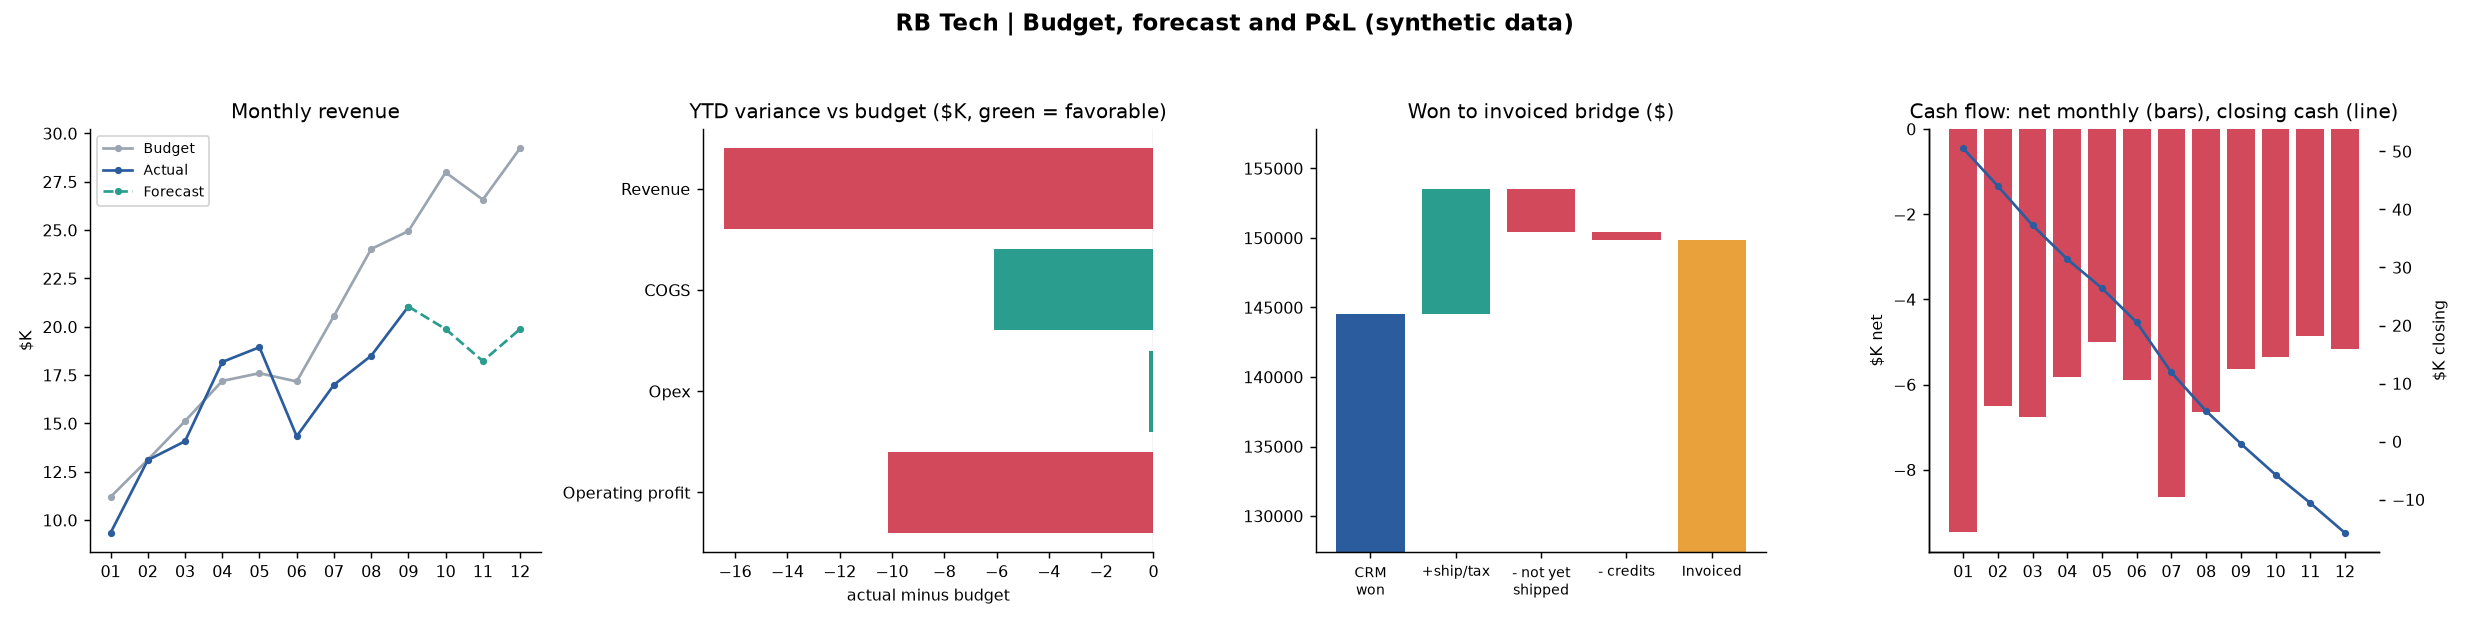 RB Tech | Budget, forecast and P&L (synthetic data)
Monthly revenue
$K
30.0
27.5
25.0
22.5
20.0
17.5
15.0
12.5
10.0
Budget
Actual
Forecast
01 02 03 04 05 06 07 08 09 10 11 12
YTD variance vs budget ($K, green = favorable)
Revenue
COGS
Opex
Operating profit
−16 −14 −12 −10 −8 −6 −4 −2 0
actual minus budget
Won to invoiced bridge ($)
155000
150000
145000
140000
135000
130000
CRM
won
+ship/tax
- not yet
shipped
- credits
Invoiced
Cash flow: net monthly (bars), closing cash (line)
$K net
0
−2
−4
−6
−8
50
40
30
20
10
0
−10
$K closing
01 02 03 04 05 06 07 08 09 10 11 12